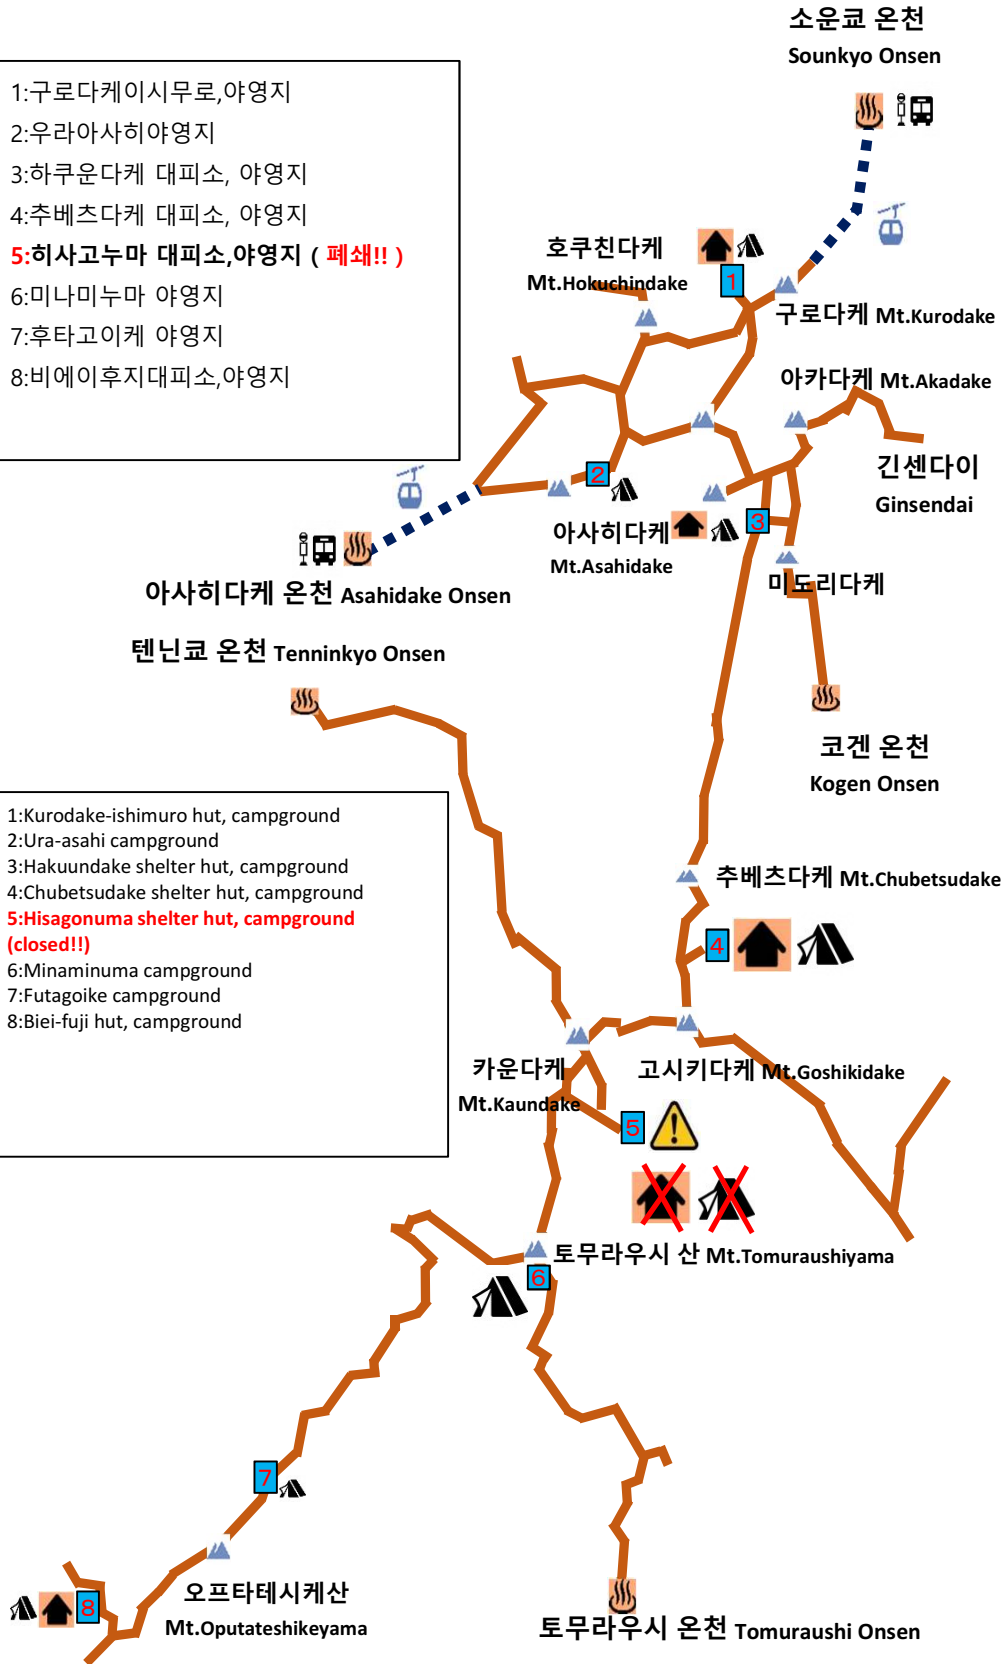 소운쿄 온천
Sounkyo Onsen
1:구로다케이시무로,야영지
2:우라아사히야영지
3:하쿠운다케 대피소, 야영지
4:추베츠다케 대피소, 야영지
5:히사고누마 대피소,야영지 ( 폐쇄!! )
6:미나미누마 야영지
7:후타고이케 야영지
8:비에이후지대피소,야영지
호쿠친다케
Mt.Hokuchindake
1
구로다케 Mt.Kurodake
아카다케 Mt.Akadake
긴센다이
Ginsendai
2
3
아사히다케
Mt.Asahidake
미도리다케
아사히다케 온천 Asahidake Onsen
텐닌쿄 온천 Tenninkyo Onsen
코겐 온천
Kogen Onsen
1:Kurodake-ishimuro hut, campground
2:Ura-asahi campground
3:Hakuundake shelter hut, campground
4:Chubetsudake shelter hut, campground
5:Hisagonuma shelter hut, campground
(closed!!)
6:Minaminuma campground
7:Futagoike campground
8:Biei-fuji hut, campground
추베츠다케 Mt.Chubetsudake
4
카운다케
Mt.Kaundake
고시키다케 Mt.Goshikidake
5
토무라우시 산 Mt.Tomuraushiyama
6
7
8
오프타테시케산
Mt.Oputateshikeyama
토무라우시 온천 Tomuraushi Onsen